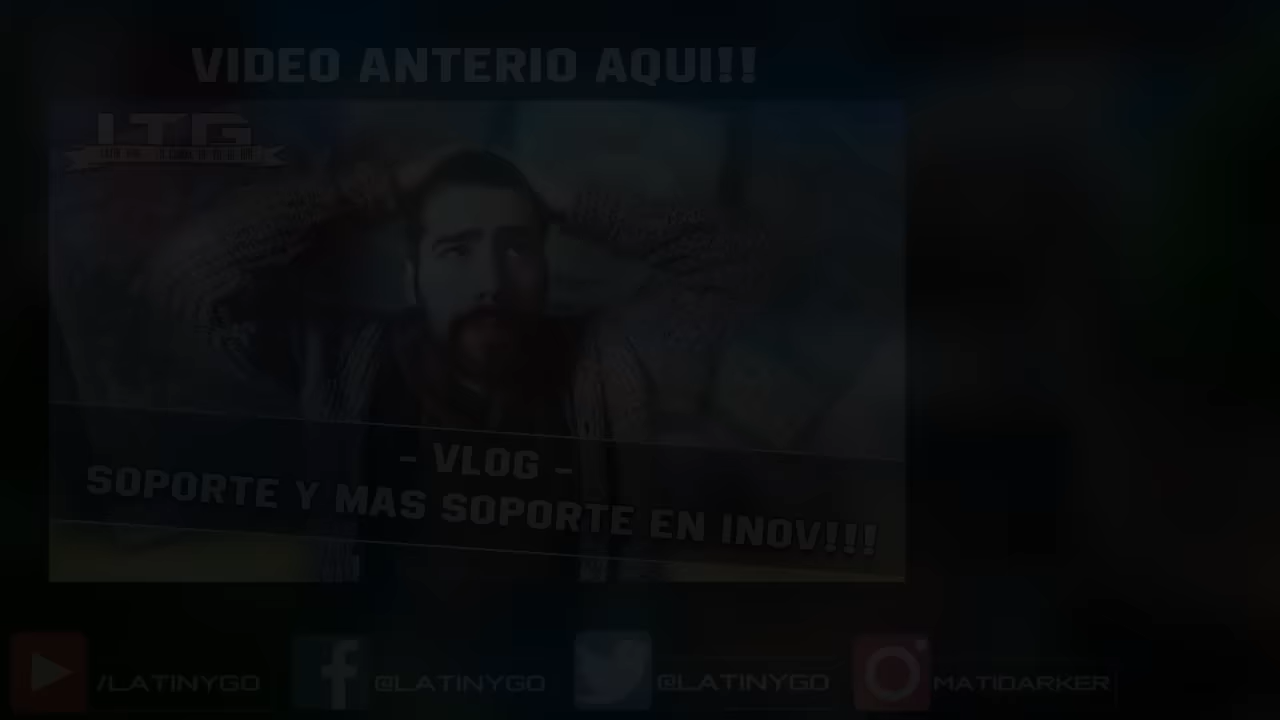 VIDEO ANTERIO AQUI!!
LTG
- VLOG -
SOPORTE Y MAS SOPORTE EN INOV!!!
/LATINYGO
@LATINYGO
@LATINYGO
MATIDARKER